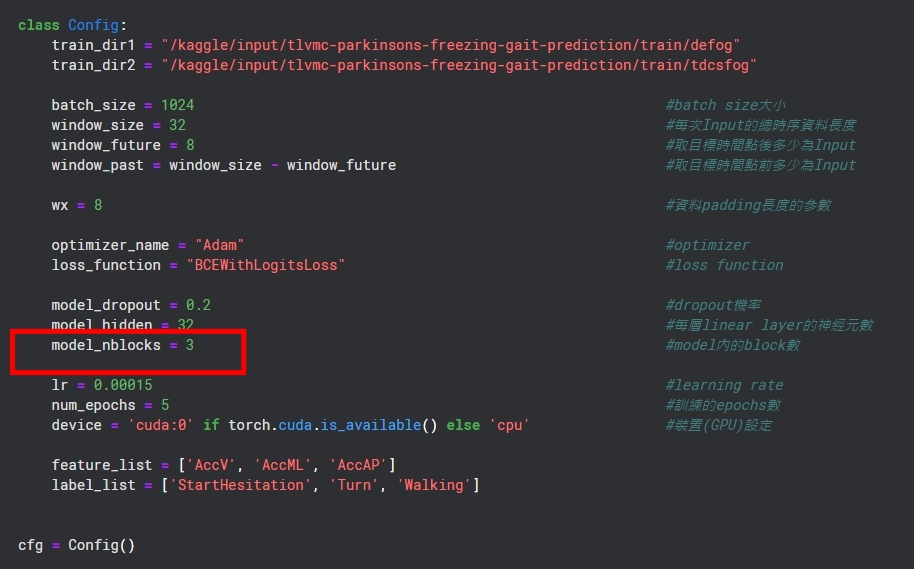 class Config:
train_dir1 = "/kaggle/input/tlvmc-parkinsons-freezing-gait-prediction/train/defog"
train_dir2 = "/kaggle/input/tlvmc-parkinsons-freezing-gait-prediction/train/tdcsfog"
batch_size = 1024 #batch size大小
window_size = 32 #每次Input的總時序資料長度
window_future = 8 #取目標時間點後多少為Input
window_past = window_size - window_future #取目標時間點前多少為Input
wx = 8 #資料padding長度的參數
optimizer_name = "Adam" #optimizer
loss_function = "BCEWithLogitsLoss" #loss function
model_dropout = 0.2 #dropout機率
model_hidden = 32 #每層linear layer的神經元數
model_nblocks = 3 #model內的block數
lr = 0.00015 #learning rate
num_epochs = 5 #訓練的epochs數
device = 'cuda:0' if torch.cuda.is_available() else 'cpu' #裝置(GPU)設定
feature_list = ['AccV', 'AccML', 'AccAP']
label_list = ['StartHesitation', 'Turn', 'Walking']
cfg = Config()